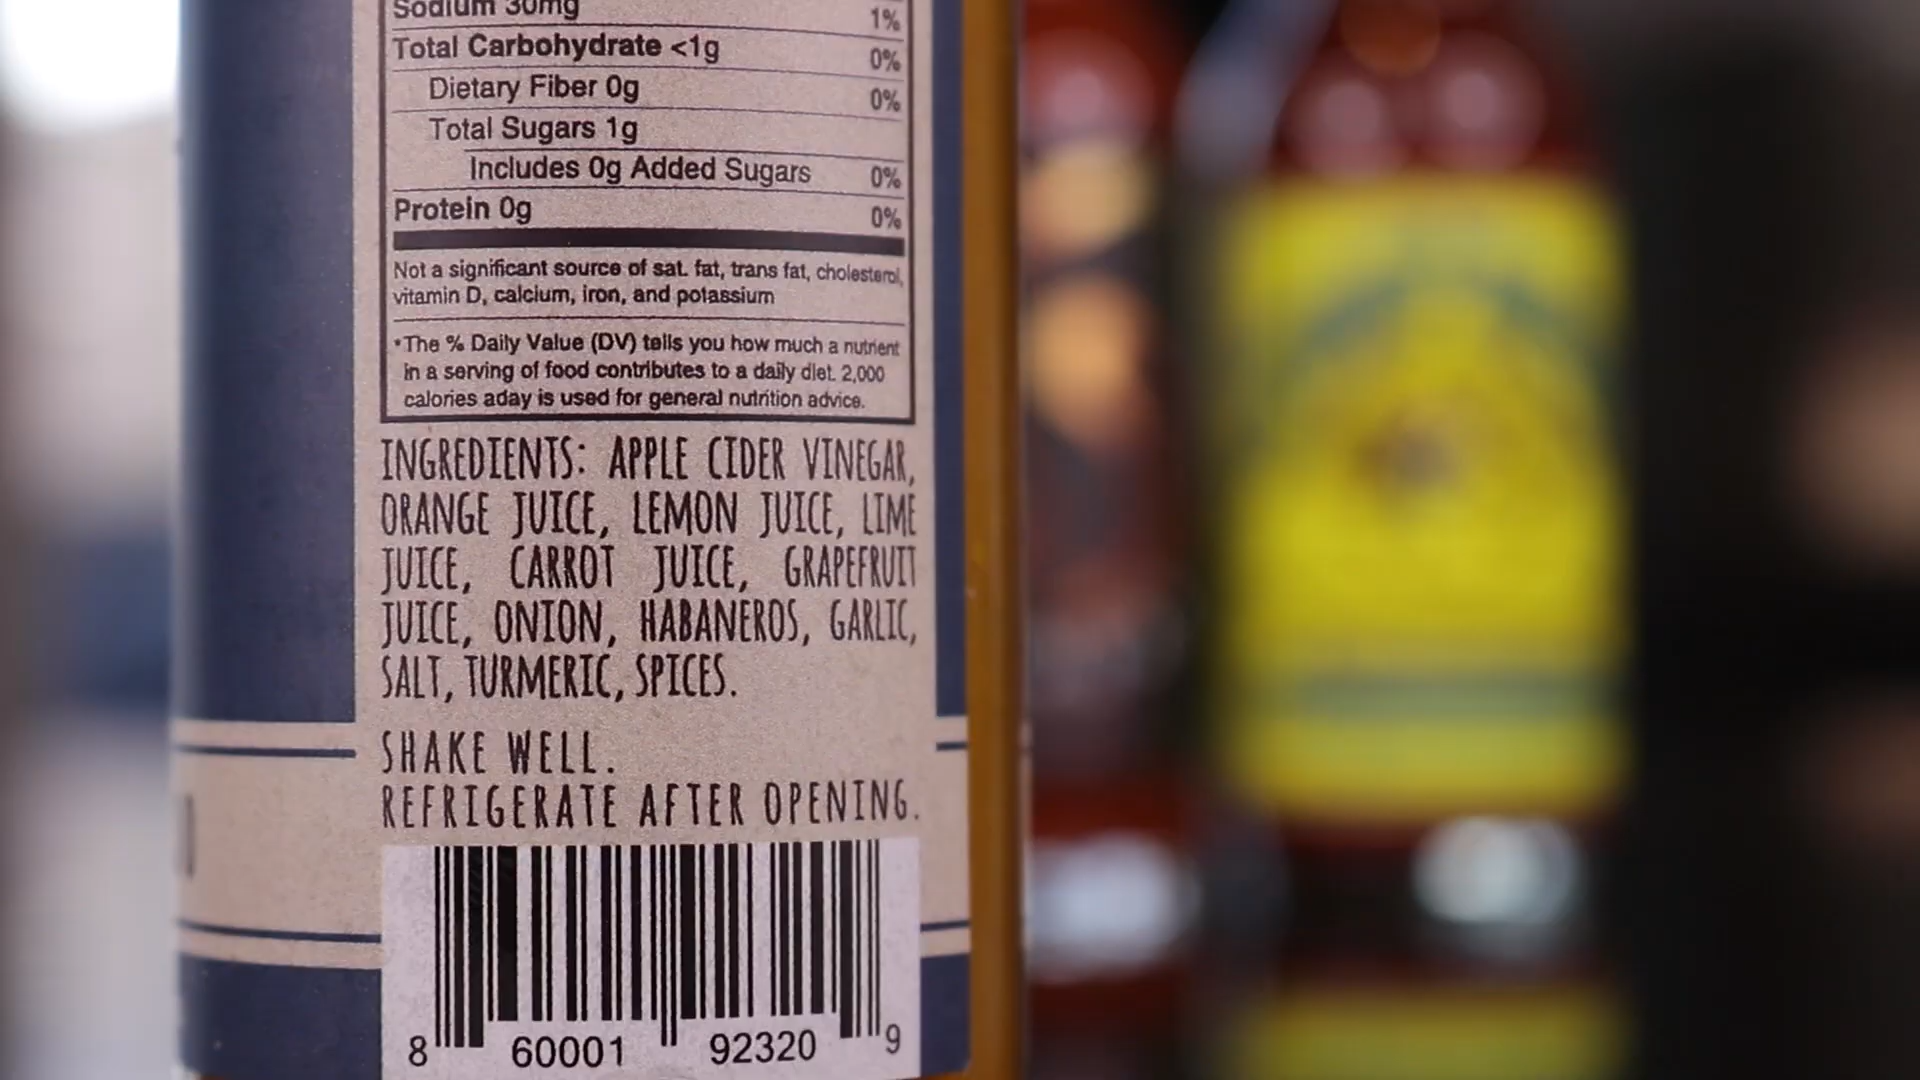 Sodium 30mg 1%
Total Carbohydrate <1g 0%
Dietary Fiber 0g 0%
Total Sugars 1g
Includes 0g Added Sugars 0%
Protein 0g 0%
Not a significant source of sat. fat, trans fat, cholesterol,
vitamin D, calcium, iron, and potassium
*The % Daily Value (DV) tells you how much a nutrient
in a serving of food contributes to a daily diet. 2,000
calories aday is used for general nutrition advice.
INGREDIENTS: APPLE CIDER VINEGAR,
ORANGE JUICE, LEMON JUICE, LIME
JUICE, CARROT JUICE, GRAPEFRUIT
JUICE, ONION, HABANEROS, GARLIC,
SALT, TURMERIC, SPICES.
SHAKE WELL.
REFRIGERATE AFTER OPENING.
8 60001 92320 9